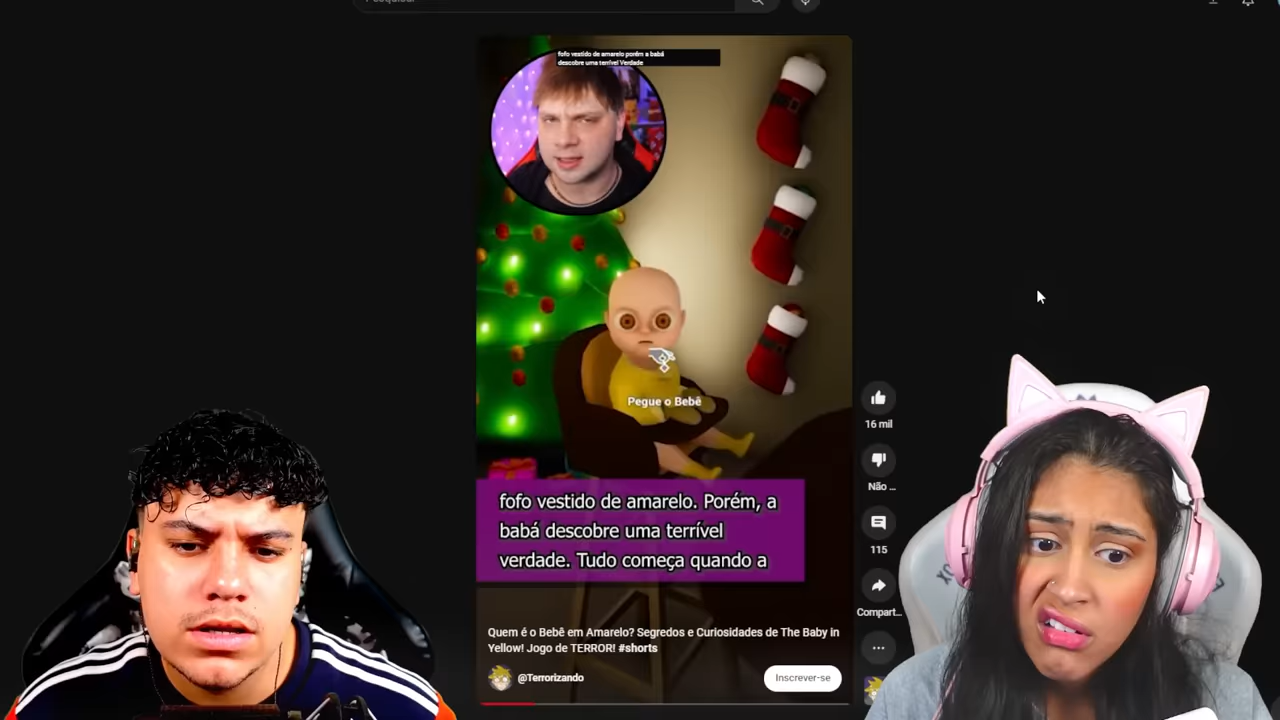 fofo vestido de amarelo porém a babá
descobre uma terrível Verdade
Pegue o Bebê
fofo vestido de amarelo. Porém, a
babá descobre uma terrível
verdade. Tudo começa quando a
16 mil
Não ...
115
Compart...
Quem é o Bebê em Amarelo? Segredos e Curiosidades de The Baby in
Yellow! Jogo de TERROR! #shorts
@Terrorizando
Inscrever-se